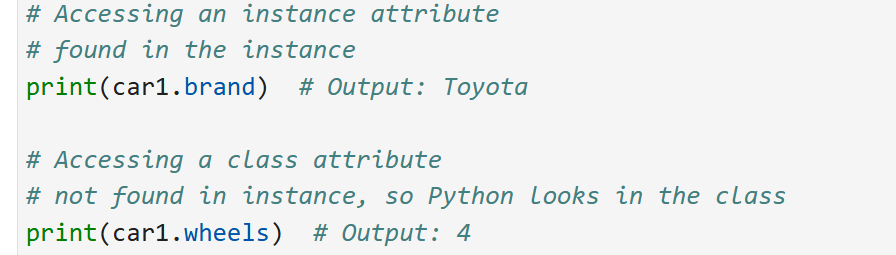 # Accessing an instance attribute
# found in the instance
print(car1.brand)  # Output: Toyota
# Accessing a class attribute
# not found in instance, so Python looks in the class
print(car1.wheels)  # Output: 4